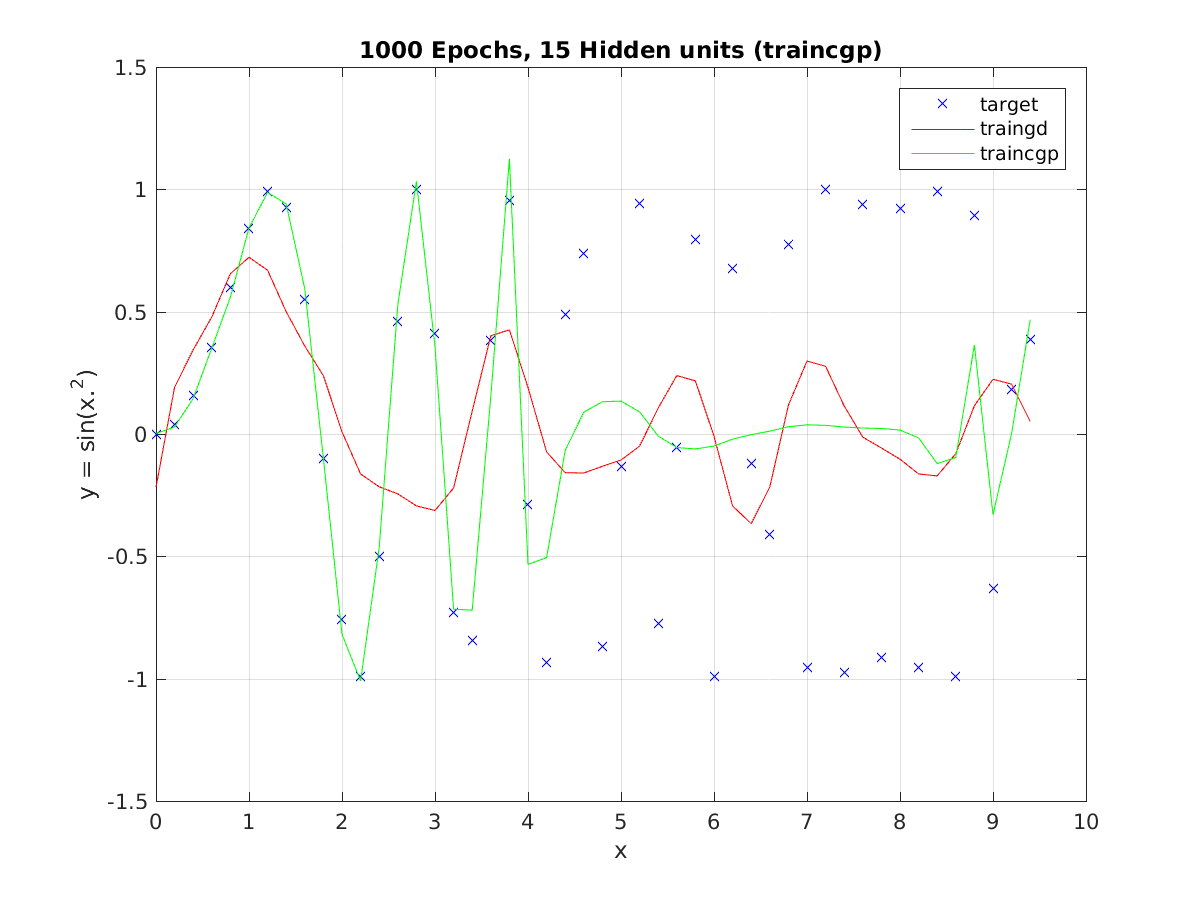 1000 Epochs, 15 Hidden units (traincgp)
target
traingd
traincgp
1.5
1
0.5
0
-0.5
-1
-1.5
y = sin(x.²)
0 1 2 3 4 5 6 7 8 9 10
x